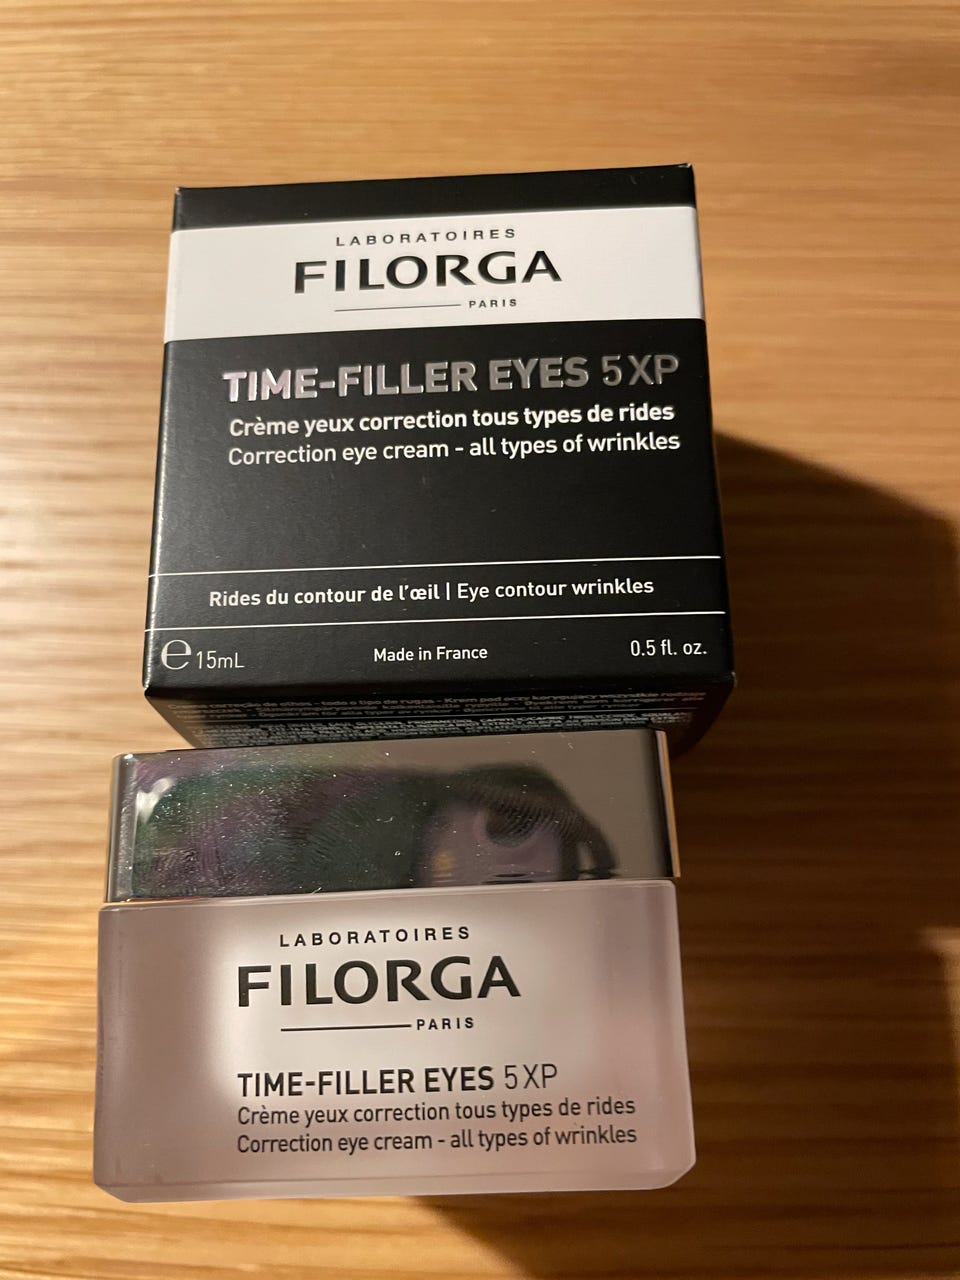 LABORATOIRES
FILORGA
PARIS
TIME-FILLER EYES 5XP
Crème yeux correction tous types de rides
Correction eye cream - all types of wrinkles
Rides du contour de l'œil | Eye contour wrinkles
℮ 15mL
Made in France
0.5 fl. oz.
LABORATOIRES
FILORGA
PARIS
TIME-FILLER EYES 5XP
Crème yeux correction tous types de rides
Correction eye cream - all types of wrinkles